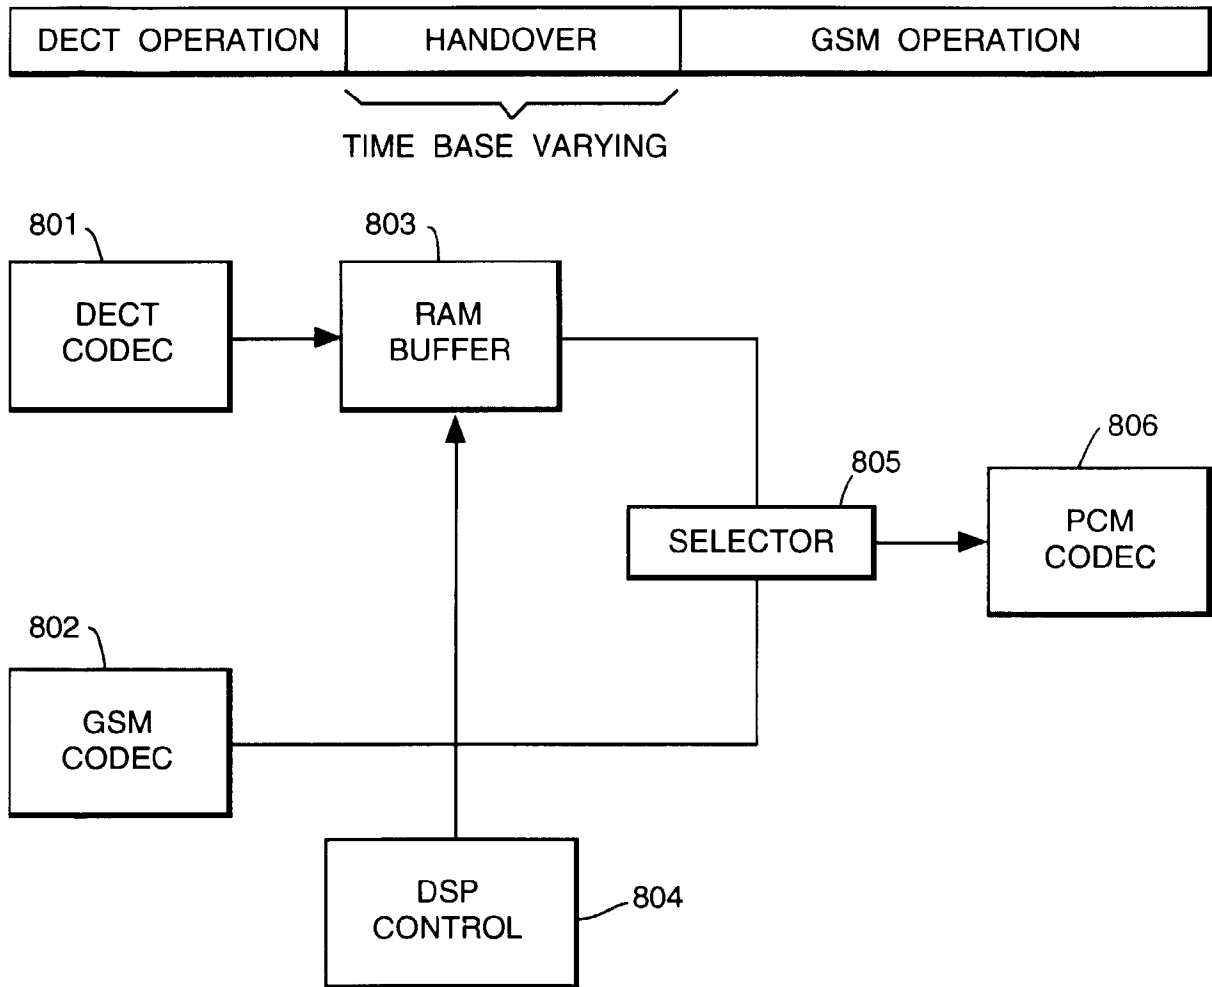 DECT OPERATION
HANDOVER
GSM OPERATION
TIME BASE VARYING
801
803
DECT
CODEC
RAM
BUFFER
806
805
SELECTOR
PCM
CODEC
802
GSM
CODEC
DSP
CONTROL
804